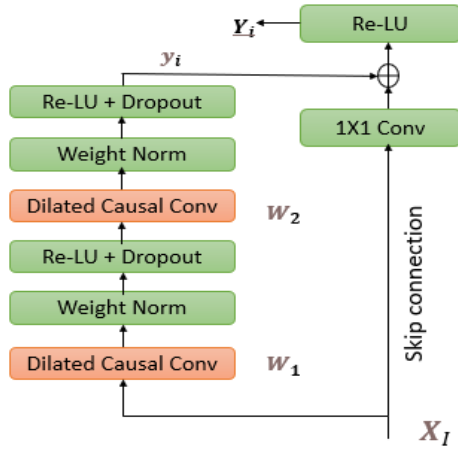 Re-LU
Y_i
y_i
Re-LU + Dropout
1X1 Conv
Weight Norm
Dilated Causal Conv
W_2
Re-LU + Dropout
Weight Norm
Skip connection
Dilated Causal Conv
W_1
X_I